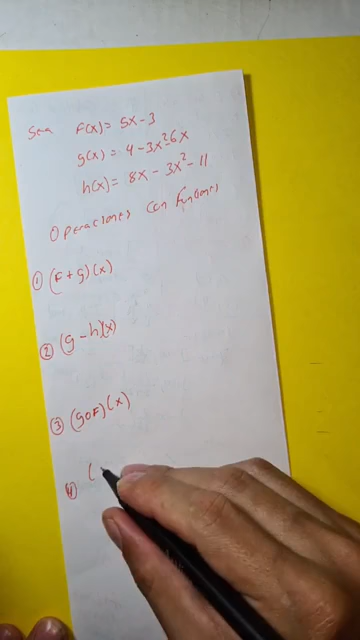 Sea F(x) = 5x - 3
g(x) = 4 - 3x² - 6x
h(x) = 8x - 3x² - 11
Operaciones con funciones
① (F + g)(x)
② (g - h)(x)
③ (g o F)(x)
④ (